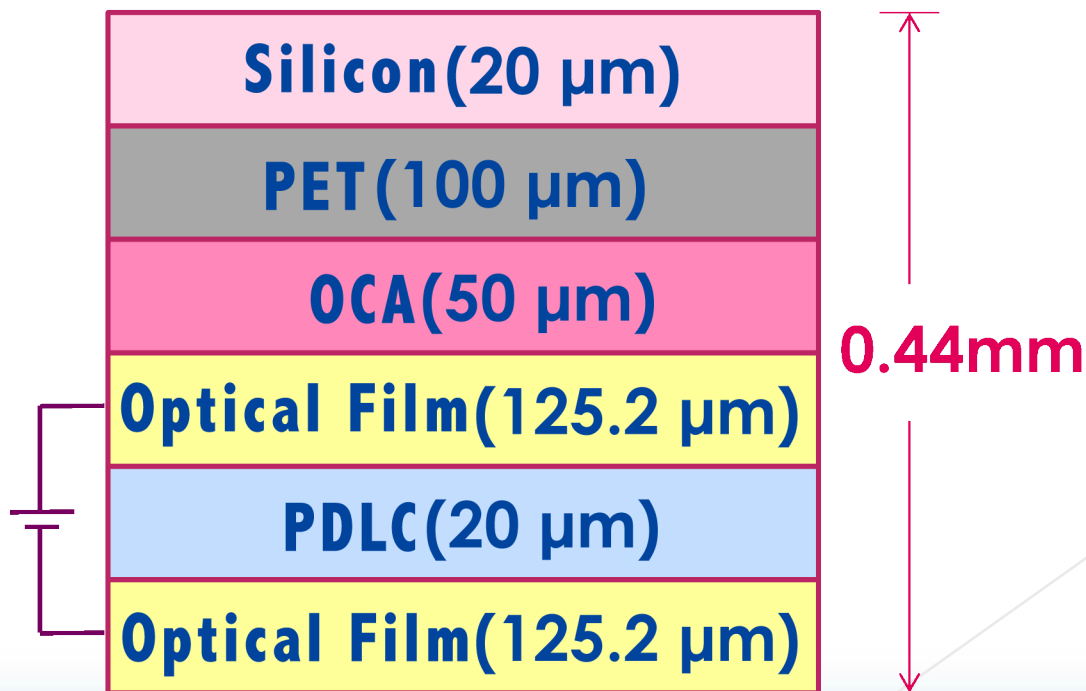 Silicon(20 μm)
PET(100 μm)
OCA(50 μm)
0.44mm
Optical Film(125.2 μm)
PDLC(20 μm)
Optical Film(125.2 μm)